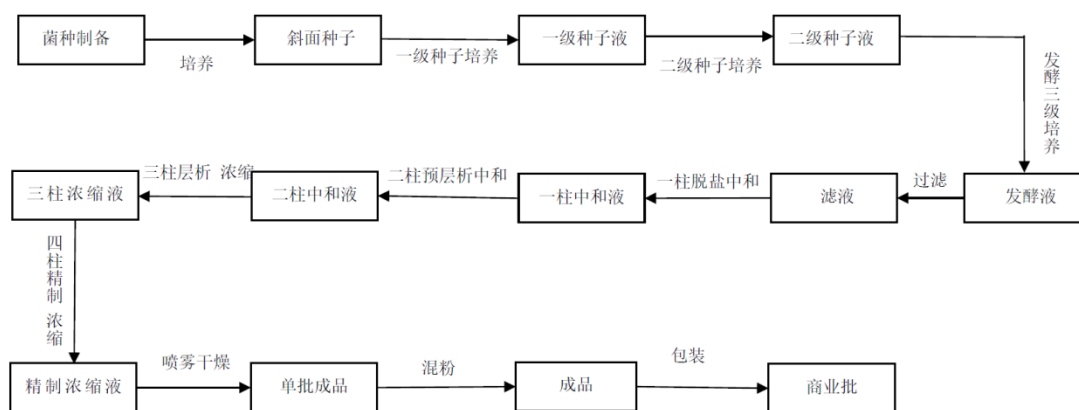 菌种制备
培养
斜面种子
一级种子培养
一级种子液
二级种子培养
二级种子液
发酵三级培养
发酵液
过滤
滤液
一柱脱盐中和
一柱中和液
二柱预层析中和
二柱中和液
三柱层析 浓缩
三柱浓缩液
四柱精制 浓缩
精制浓缩液
喷雾干燥
单批成品
混粉
成品
包装
商业批